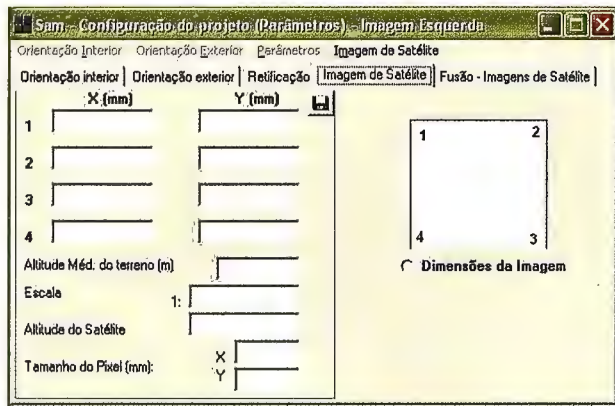 Sam - Configuração do projeto (Parâmetros) - Imagem Esquerda
Orientação Interior Orientação Exterior Parâmetros Imagem de Satélite
Orientação interior Orientação exterior Retificação Imagem de Satélite Fusão - Imagens de Satélite
X (mm) Y (mm)
1
2
3
4
Altitude Méd. do terreno (m)
Escala 1:
Altitude do Satélite
Tamanho do Pixel (mm): X
Y
1 2
4 3
Dimensões da Imagem